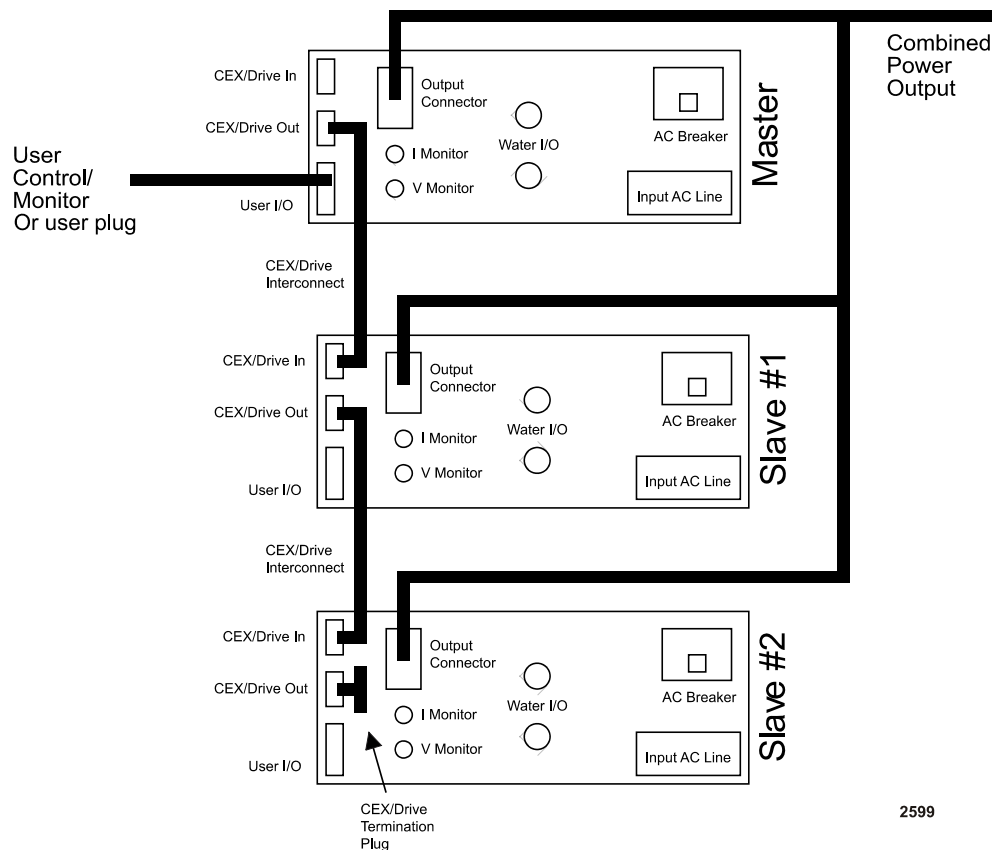 Combined
Power
Output
User
Control/
Monitor
Or user plug
CEX/Drive In
CEX/Drive Out
User I/O
Output
Connector
I Monitor
V Monitor
Water I/O
AC Breaker
Input AC Line
Master
CEX/Drive
Interconnect
CEX/Drive In
CEX/Drive Out
User I/O
Output
Connector
I Monitor
V Monitor
Water I/O
AC Breaker
Input AC Line
Slave #1
CEX/Drive
Interconnect
CEX/Drive In
CEX/Drive Out
User I/O
Output
Connector
I Monitor
V Monitor
Water I/O
AC Breaker
Input AC Line
Slave #2
CEX/Drive
Termination
Plug
2599